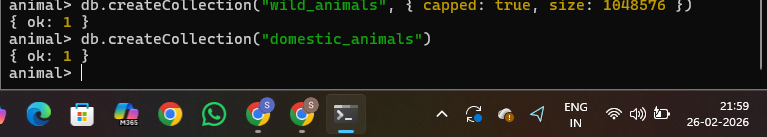 animal> db.createCollection("wild_animals", { capped: true, size: 1048576 })
{ ok: 1 }
animal> db.createCollection("domestic_animals")
{ ok: 1 }
animal>
M365
S
S
ENG
IN
21:59
26-02-2026